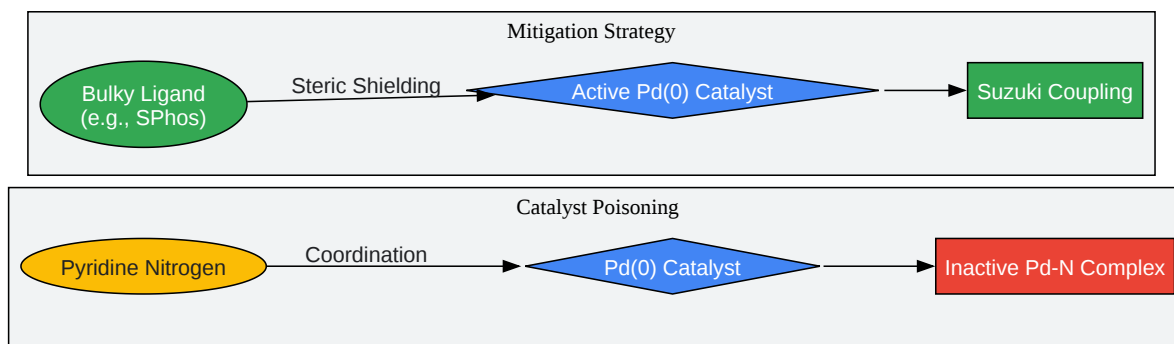 Mitigation Strategy
Bulky Ligand
(e.g., SPhos)
Steric Shielding
Active Pd(0) Catalyst
Suzuki Coupling
Catalyst Poisoning
Pyridine Nitrogen
Coordination
Pd(0) Catalyst
Inactive Pd-N Complex